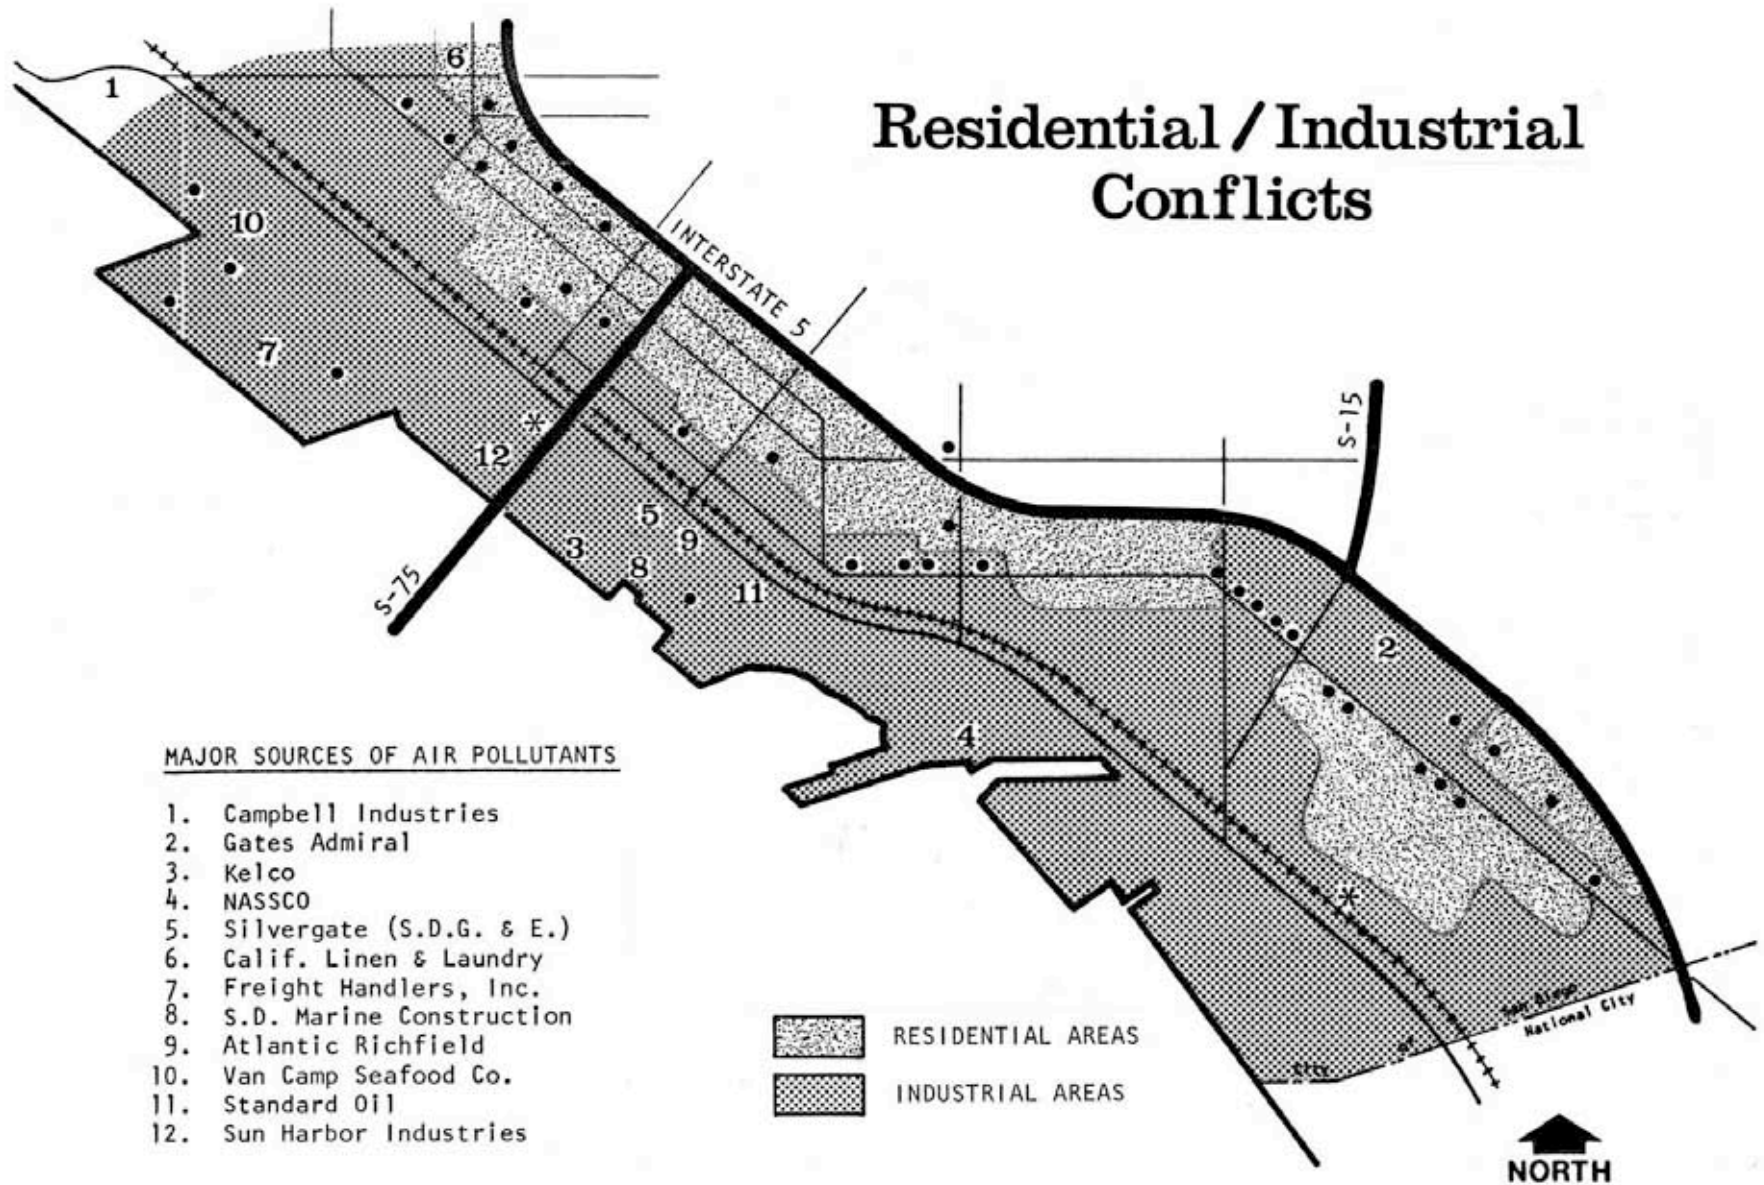 Residential / Industrial
Conflicts
6
1
10
INTERSTATE 5
7
S-15
*
12
5
9
3
8
11
S-75
2
4
*
MAJOR SOURCES OF AIR POLLUTANTS
1. Campbell Industries
2. Gates Admiral
3. Kelco
4. NASSCO
5. Silvergate (S.D.G. & E.)
6. Calif. Linen & Laundry
7. Freight Handlers, Inc.
8. S.D. Marine Construction
9. Atlantic Richfield
10. Van Camp Seafood Co.
11. Standard Oil
12. Sun Harbor Industries
RESIDENTIAL AREAS
INDUSTRIAL AREAS
City of San Diego
National City
NORTH